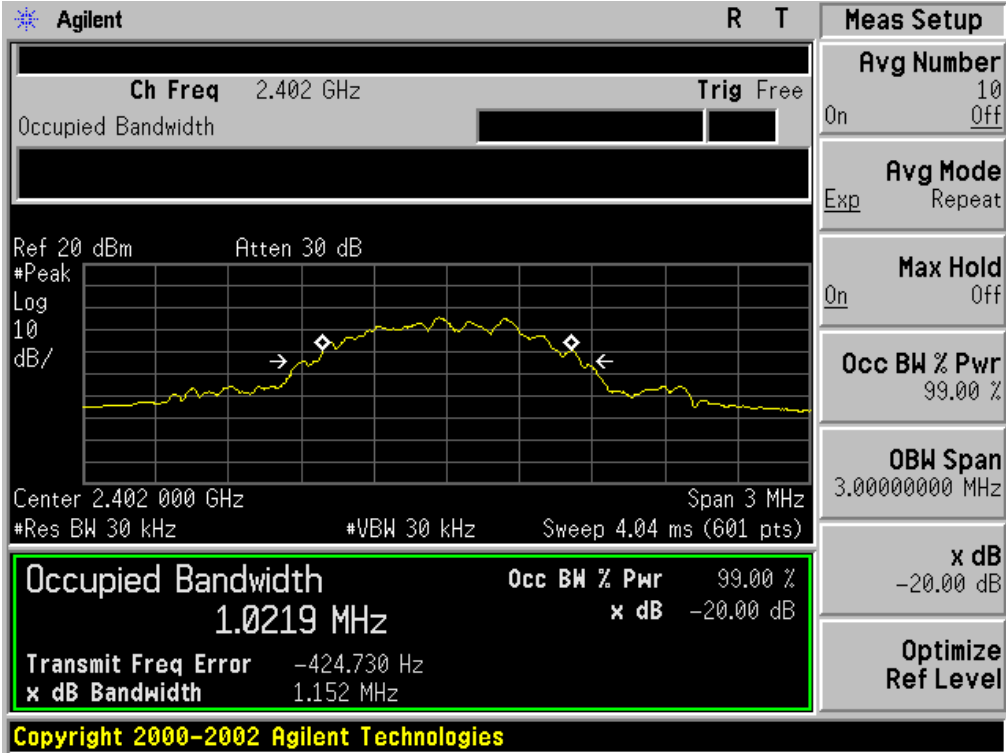 Agilent R T
Ch Freq 2.402 GHz Trig Free
Occupied Bandwidth
Ref 20 dBm Atten 30 dB
#Peak
Log
10
dB/
Center 2.402 000 GHz Span 3 MHz
#Res BW 30 kHz #VBW 30 kHz Sweep 4.04 ms (601 pts)
Occupied Bandwidth Occ BW % Pwr 99.00 %
1.0219 MHz x dB -20.00 dB
Transmit Freq Error -424.730 Hz
x dB Bandwidth 1.152 MHz
Copyright 2000-2002 Agilent Technologies
Meas Setup
Avg Number
10
On Off
Avg Mode
Exp Repeat
Max Hold
On Off
Occ BW % Pwr
99.00 %
OBW Span
3.00000000 MHz
x dB
-20.00 dB
Optimize
Ref Level